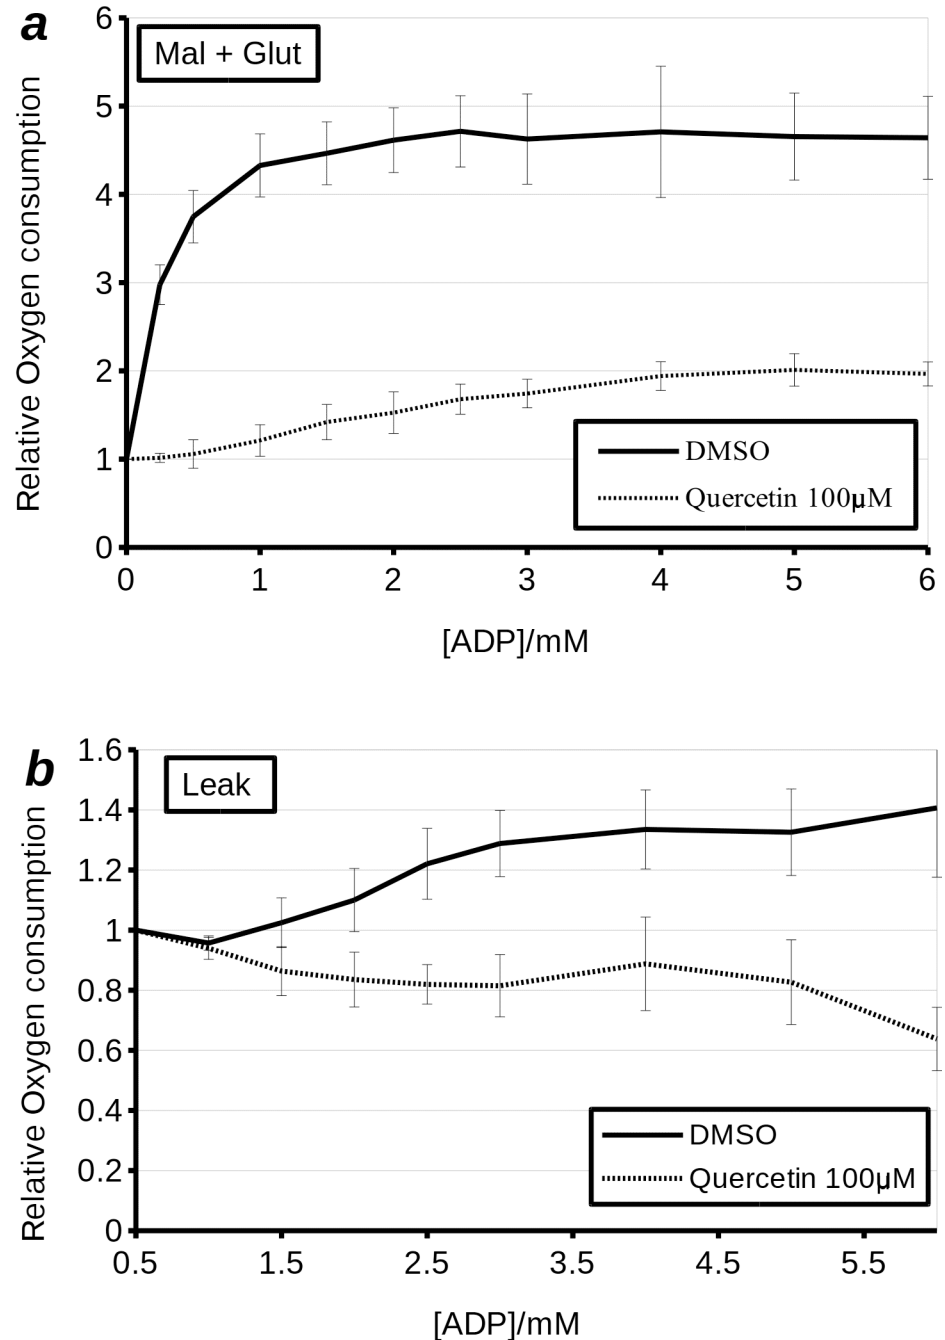 a
Mal + Glut
Relative Oxygen consumption
6
5
4
3
2
1
0
DMSO
Quercetin 100μM
0 1 2 3 4 5 6
[ADP]/mM
b
Leak
Relative Oxygen consumption
1.6
1.4
1.2
1
0.8
0.6
0.4
0.2
0
DMSO
Quercetin 100μM
0.5 1.5 2.5 3.5 4.5 5.5
[ADP]/mM